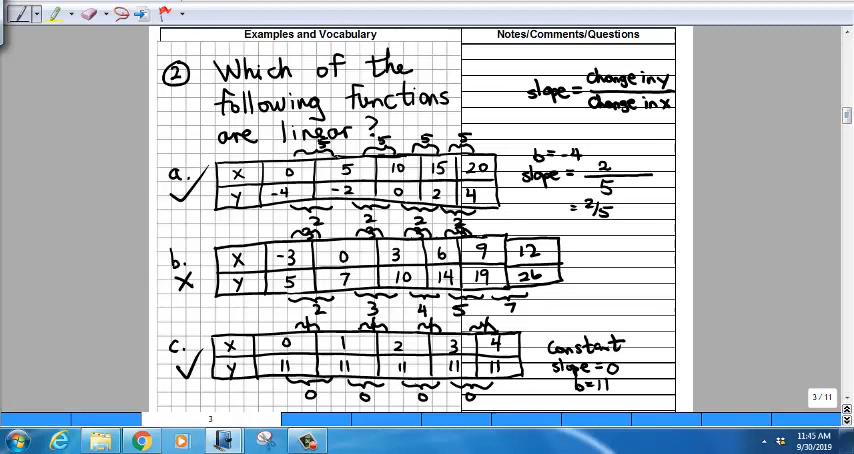 Examples and Vocabulary
Notes/Comments/Questions
② Which of the
following functions
are linear?
slope = change in y
change in x
5 5 5 5
a. X 0 5 10 15 20
✓ Y -4 -2 0 2 4
2 2 2 2
b = -4
slope = 2
5
= 2/5
3 3 3 3
b. X -3 0 3 6 9 12
X Y 5 7 10 14 19 26
2 3 4 5 7
1 1 1 1
c. X 0 1 2 3 4
✓ Y 11 11 11 11 11
0 0 0 0
constant
slope = 0
b = 11
3 / 11
3
11:45 AM
9/30/2019